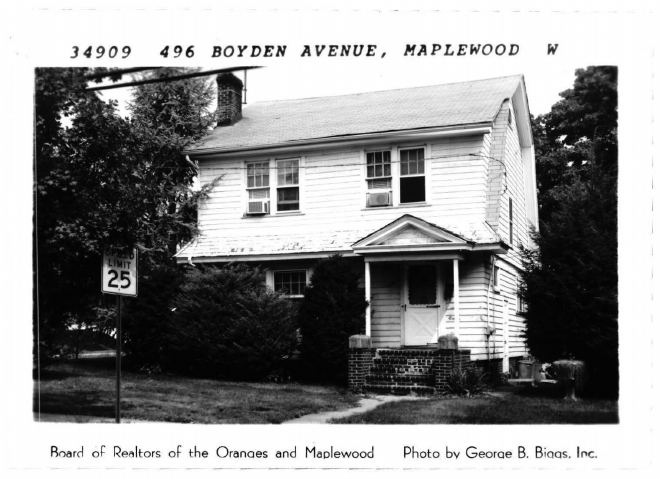 34909 496 BOYDEN AVENUE, MAPLEWOOD W
LIMIT
25
Board of Realtors of the Oranges and Maplewood Photo by George B. Biggs, Inc.